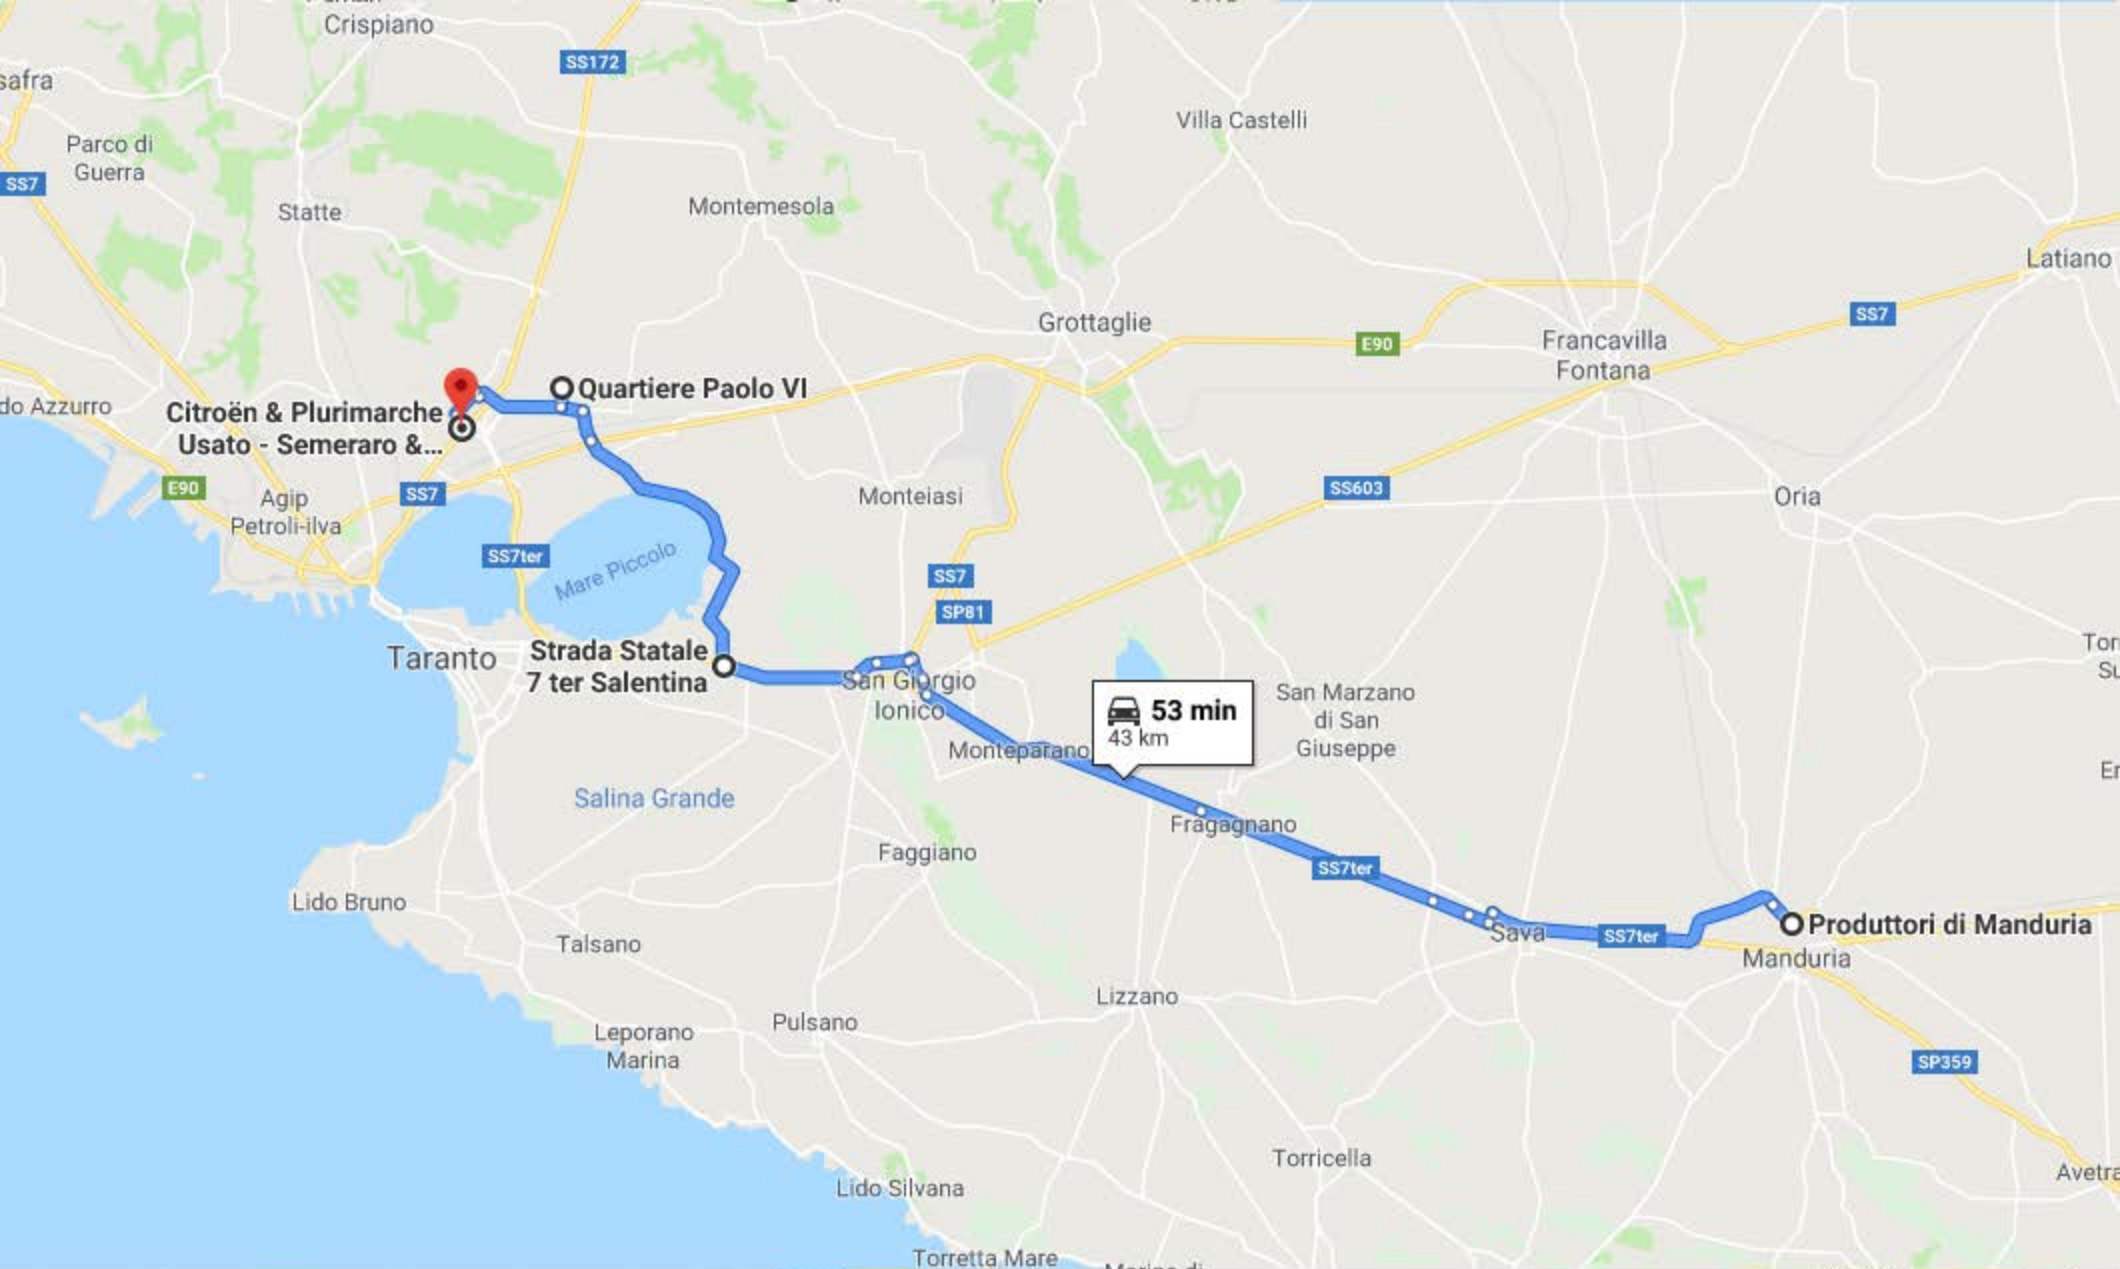 Crispiano
SS172
safra
Villa Castelli
Parco di
Guerra
SS7
Statte
Montemesola
Latiano
SS7
Grottaglie
E90
Francavilla
Fontana
Quartiere Paolo VI
do Azzurro
Citroën & Plurimarche
Usato - Semeraro &...
E90
SS7
Agip
Petroli-ilva
Monteiasi
SS603
Oria
SS7ter
Mare Piccolo
SS7
SP81
Taranto
Strada Statale
7 ter Salentina
San Giorgio
Ionico
53 min
43 km
San Marzano
di San
Giuseppe
Tor
Su
Monteparano
Er
Salina Grande
Fragagnano
Faggiano
SS7ter
Lido Bruno
Talsano
Sava
SS7ter
Produttori di Manduria
Manduria
Lizzano
Leporano
Marina
Pulsano
SP359
Torricella
Avetra
Lido Silvana
Torretta Mare